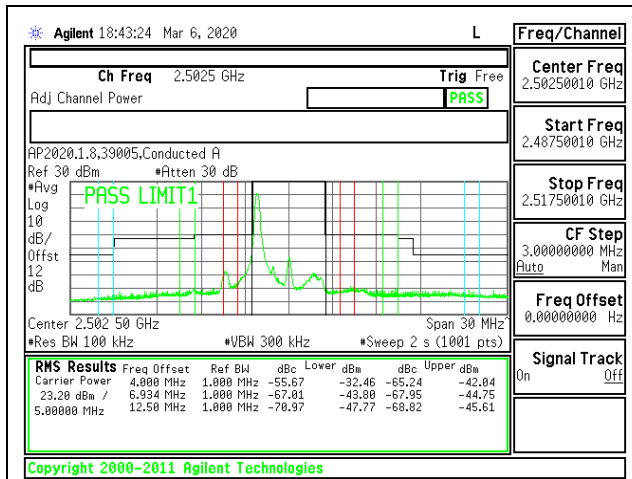 Agilent 18:43:24 Mar 6, 2020 L
Freq/Channel
Ch Freq 2.5025 GHz Trig Free
Adj Channel Power PASS
AP2020.1.8,39005,Conducted A
Ref 30 dBm #Atten 30 dB
#Avg
Log
10
dB/
Offst
12
dB
PASS LIMIT1
Center 2.502 50 GHz Span 30 MHz^
#Res BW 100 kHz #VBW 300 kHz #Sweep 2 s (1001 pts)
RMS Results Freq Offset Ref BW dBc Lower dBm dBc Upper dBm
Carrier Power 4.000 MHz 1.000 MHz -55.67 -32.46 -65.24 -42.04
23.20 dBm / 6.934 MHz 1.000 MHz -67.01 -43.80 -67.95 -44.75
5.00000 MHz 12.50 MHz 1.000 MHz -70.97 -47.77 -68.82 -45.61
Copyright 2000-2011 Agilent Technologies
Center Freq
2.50250010 GHz
Start Freq
2.48750010 GHz
Stop Freq
2.51750010 GHz
CF Step
3.00000000 MHz
Auto Man
Freq Offset
0.00000000 Hz
Signal Track
On Off